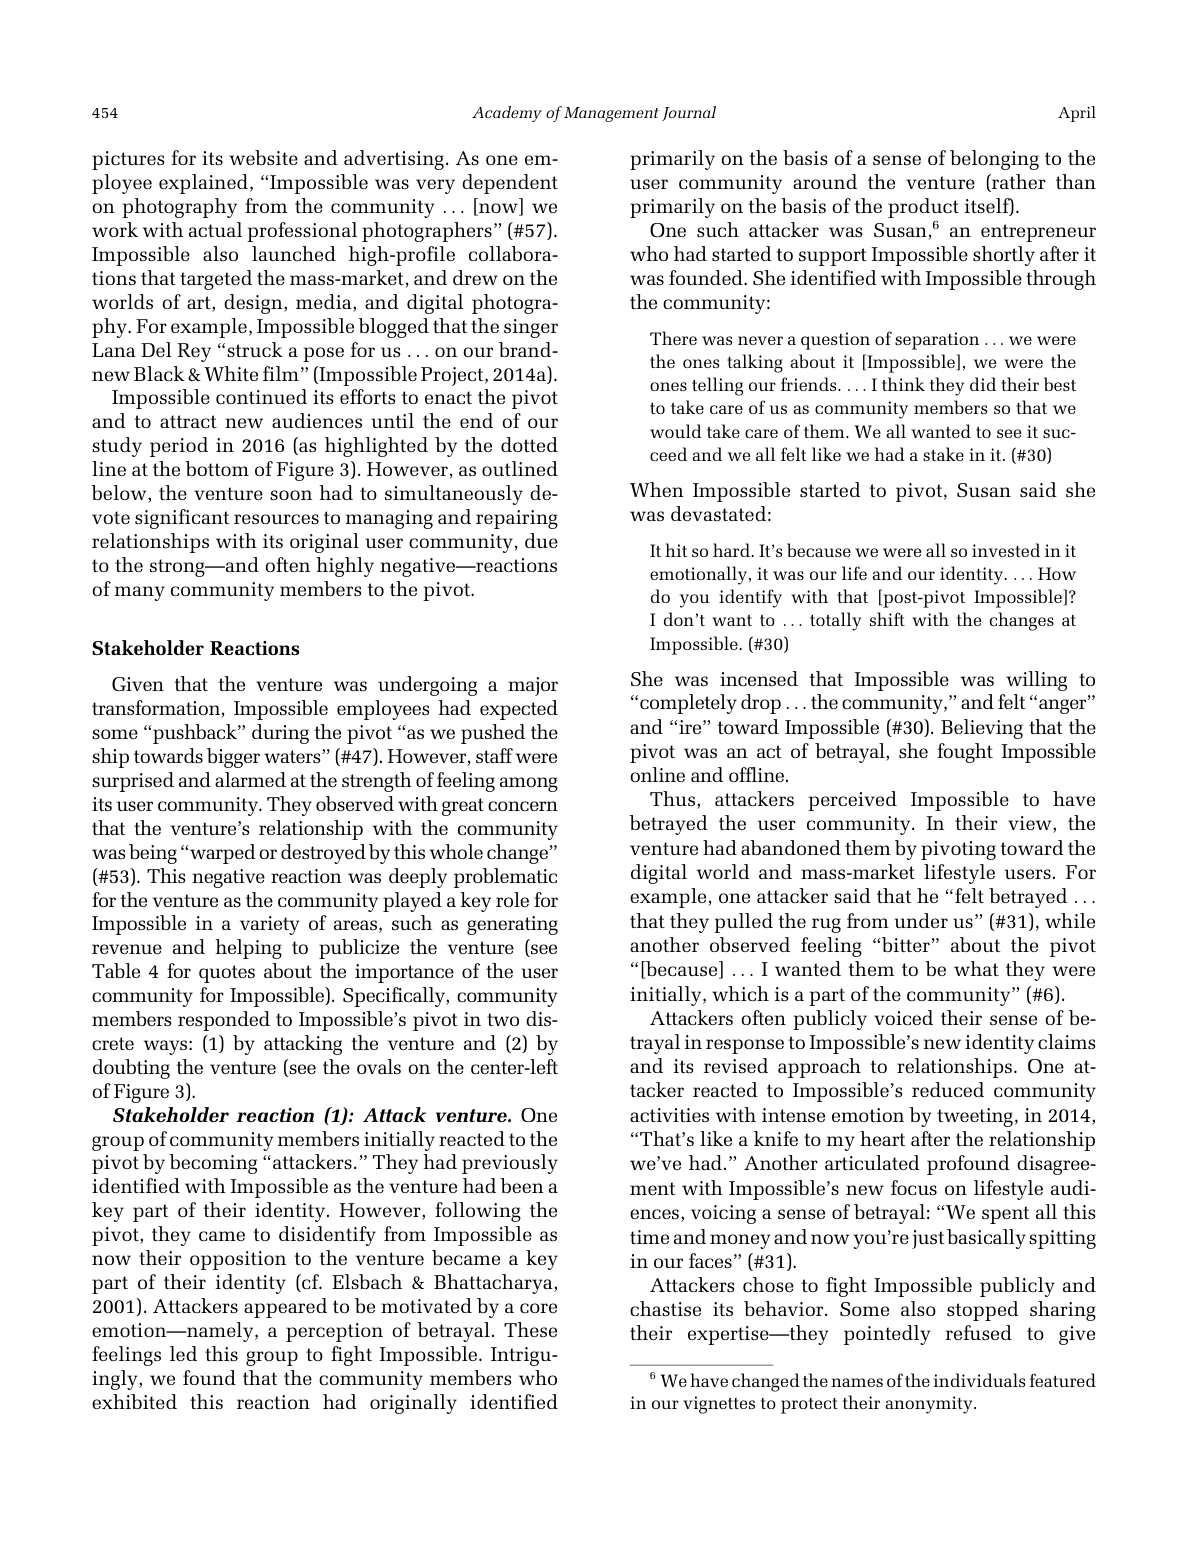 454
Academy of Management Journal
April
pictures for its website and advertising. As one em-
ployee explained, “Impossible was very dependent
on photography from the community ... [now] we
work with actual professional photographers” (#57).
Impossible also launched high-profile collabora-
tions that targeted the mass-market, and drew on the
worlds of art, design, media, and digital photogra-
phy. For example, Impossible blogged that the singer
Lana Del Rey “struck a pose for us ... on our brand-
new Black & White film” (Impossible Project, 2014a).
Impossible continued its efforts to enact the pivot
and to attract new audiences until the end of our
study period in 2016 (as highlighted by the dotted
line at the bottom of Figure 3). However, as outlined
below, the venture soon had to simultaneously de-
vote significant resources to managing and repairing
relationships with its original user community, due
to the strong—and often highly negative—reactions
of many community members to the pivot.
Stakeholder Reactions
Given that the venture was undergoing a major
transformation, Impossible employees had expected
some “pushback” during the pivot “as we pushed the
ship towards bigger waters” (#47). However, staff were
surprised and alarmed at the strength of feeling among
its user community. They observed with great concern
that the venture’s relationship with the community
was being “warped or destroyed by this whole change”
(#53). This negative reaction was deeply problematic
for the venture as the community played a key role for
Impossible in a variety of areas, such as generating
revenue and helping to publicize the venture (see
Table 4 for quotes about the importance of the user
community for Impossible). Specifically, community
members responded to Impossible’s pivot in two dis-
crete ways: (1) by attacking the venture and (2) by
doubting the venture (see the ovals on the center-left
of Figure 3).
Stakeholder reaction (1): Attack venture. One
group of community members initially reacted to the
pivot by becoming “attackers.” They had previously
identified with Impossible as the venture had been a
key part of their identity. However, following the
pivot, they came to disidentify from Impossible as
now their opposition to the venture became a key
part of their identity (cf. Elsbach & Bhattacharya,
2001). Attackers appeared to be motivated by a core
emotion—namely, a perception of betrayal. These
feelings led this group to fight Impossible. Intrigu-
ingly, we found that the community members who
exhibited this reaction had originally identified
primarily on the basis of a sense of belonging to the
user community around the venture (rather than
primarily on the basis of the product itself).
One such attacker was Susan,6 an entrepreneur
who had started to support Impossible shortly after it
was founded. She identified with Impossible through
the community:
There was never a question of separation ... we were
the ones talking about it [Impossible], we were the
ones telling our friends. ... I think they did their best
to take care of us as community members so that we
would take care of them. We all wanted to see it suc-
ceed and we all felt like we had a stake in it. (#30)
When Impossible started to pivot, Susan said she
was devastated:
It hit so hard. It’s because we were all so invested in it
emotionally, it was our life and our identity. ... How
do you identify with that [post-pivot Impossible]?
I don’t want to ... totally shift with the changes at
Impossible. (#30)
She was incensed that Impossible was willing to
“completely drop ... the community,” and felt “anger”
and “ire” toward Impossible (#30). Believing that the
pivot was an act of betrayal, she fought Impossible
online and offline.
Thus, attackers perceived Impossible to have
betrayed the user community. In their view, the
venture had abandoned them by pivoting toward the
digital world and mass-market lifestyle users. For
example, one attacker said that he “felt betrayed ...
that they pulled the rug from under us” (#31), while
another observed feeling “bitter” about the pivot
“[because] ... I wanted them to be what they were
initially, which is a part of the community” (#6).
Attackers often publicly voiced their sense of be-
trayal in response to Impossible’s new identity claims
and its revised approach to relationships. One at-
tacker reacted to Impossible’s reduced community
activities with intense emotion by tweeting, in 2014,
“That’s like a knife to my heart after the relationship
we’ve had.” Another articulated profound disagree-
ment with Impossible’s new focus on lifestyle audi-
ences, voicing a sense of betrayal: “We spent all this
time and money and now you’re just basically spitting
in our faces” (#31).
Attackers chose to fight Impossible publicly and
chastise its behavior. Some also stopped sharing
their expertise—they pointedly refused to give
6 We have changed the names of the individuals featured
in our vignettes to protect their anonymity.